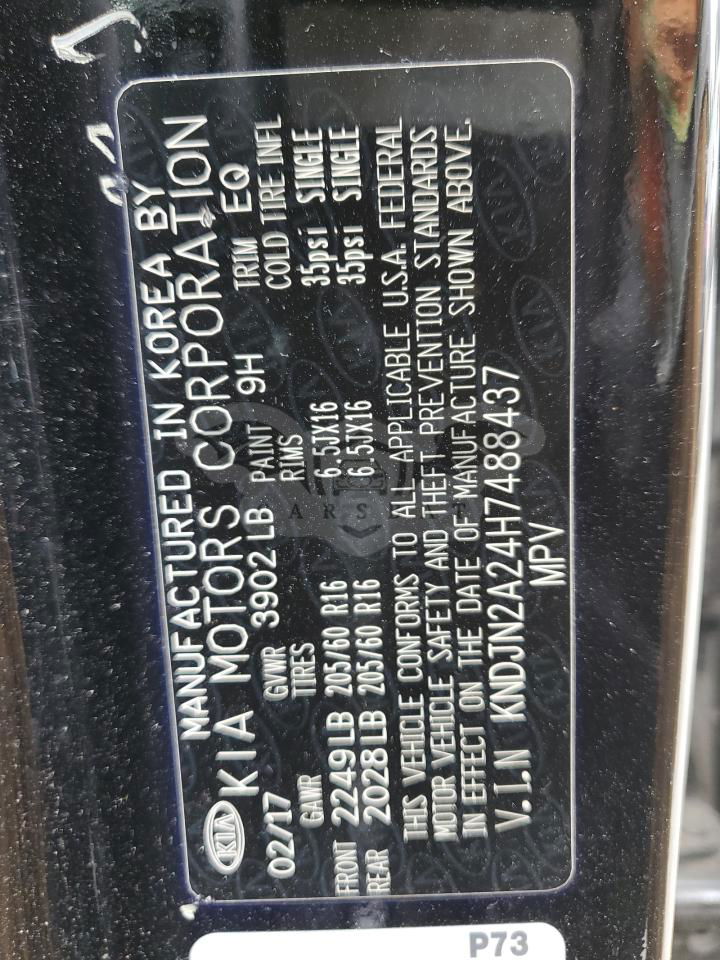 MANUFACTURED IN KOREA BY
KIA KIA MOTORS CORPORATION
02/17 GVWR 3902 LB PAINT 9H TRIM EQ
GAWR TIRES RIMS COLD TIRE INFL
FRONT 2249 LB 205/60 R16 6.5JX16 35psi SINGLE
REAR 2028 LB 205/60 R16 6.5JX16 35psi SINGLE
THIS VEHICLE CONFORMS TO ALL APPLICABLE U.S.A. FEDERAL
MOTOR VEHICLE SAFETY AND THEFT PREVENTION STANDARDS
IN EFFECT ON THE DATE OF MANUFACTURE SHOWN ABOVE.
V.I.N KNDJN2A24H7488437
MPV
P73